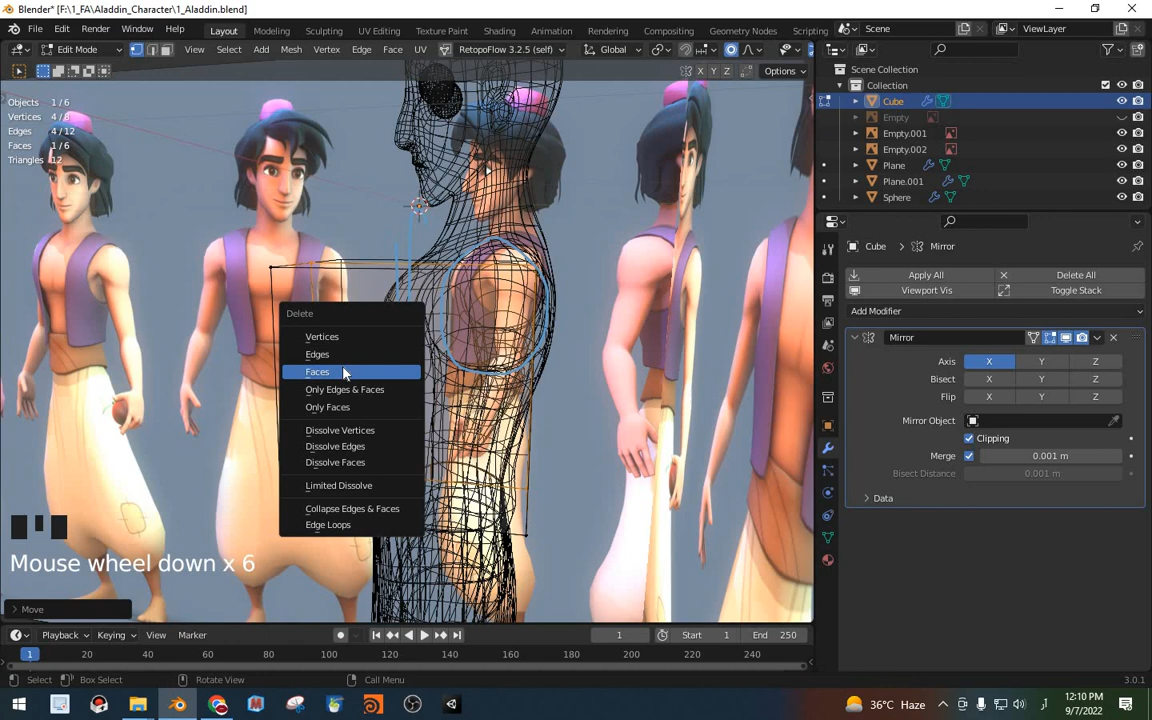 Blender* [F:\1_FA\Aladdin_Character\1_Aladdin.blend]
File Edit Render Window Help Layout Modeling Sculpting UV Editing Texture Paint Shading Animation Rendering Compositing Geometry Nodes Scripting Scene ViewLayer
Edit Mode View Select Add Mesh Vertex Edge Face UV RetopoFlow 3.2.5 (self) Global
X Y Z Options
Scene Collection
Collection
Cube
Empty
Empty.001
Empty.002
Plane
Plane.001
Sphere
Objects 1/6
Vertices 4/8
Edges 4/12
Faces 1/6
Triangles 12
Delete
Vertices
Edges
Faces
Only Edges & Faces
Only Faces
Dissolve Vertices
Dissolve Edges
Dissolve Faces
Limited Dissolve
Collapse Edges & Faces
Edge Loops
Mouse wheel down x 6
Move
Cube > Mirror
Apply All Delete All
Viewport Vis Toggle Stack
Add Modifier
Mirror
Axis X Y Z
Bisect X Y Z
Flip X Y Z
Mirror Object
Clipping
Merge 0.001 m
Bisect Distance 0.001 m
Data
Playback Keying View Marker 1 Start 1 End 250
1 20 40 60 80 100 120 140 160 180 200 220 240
Select Box Select Rotate View Call Menu 3.0.1
36°C Haze 12:10 PM
9/7/2022